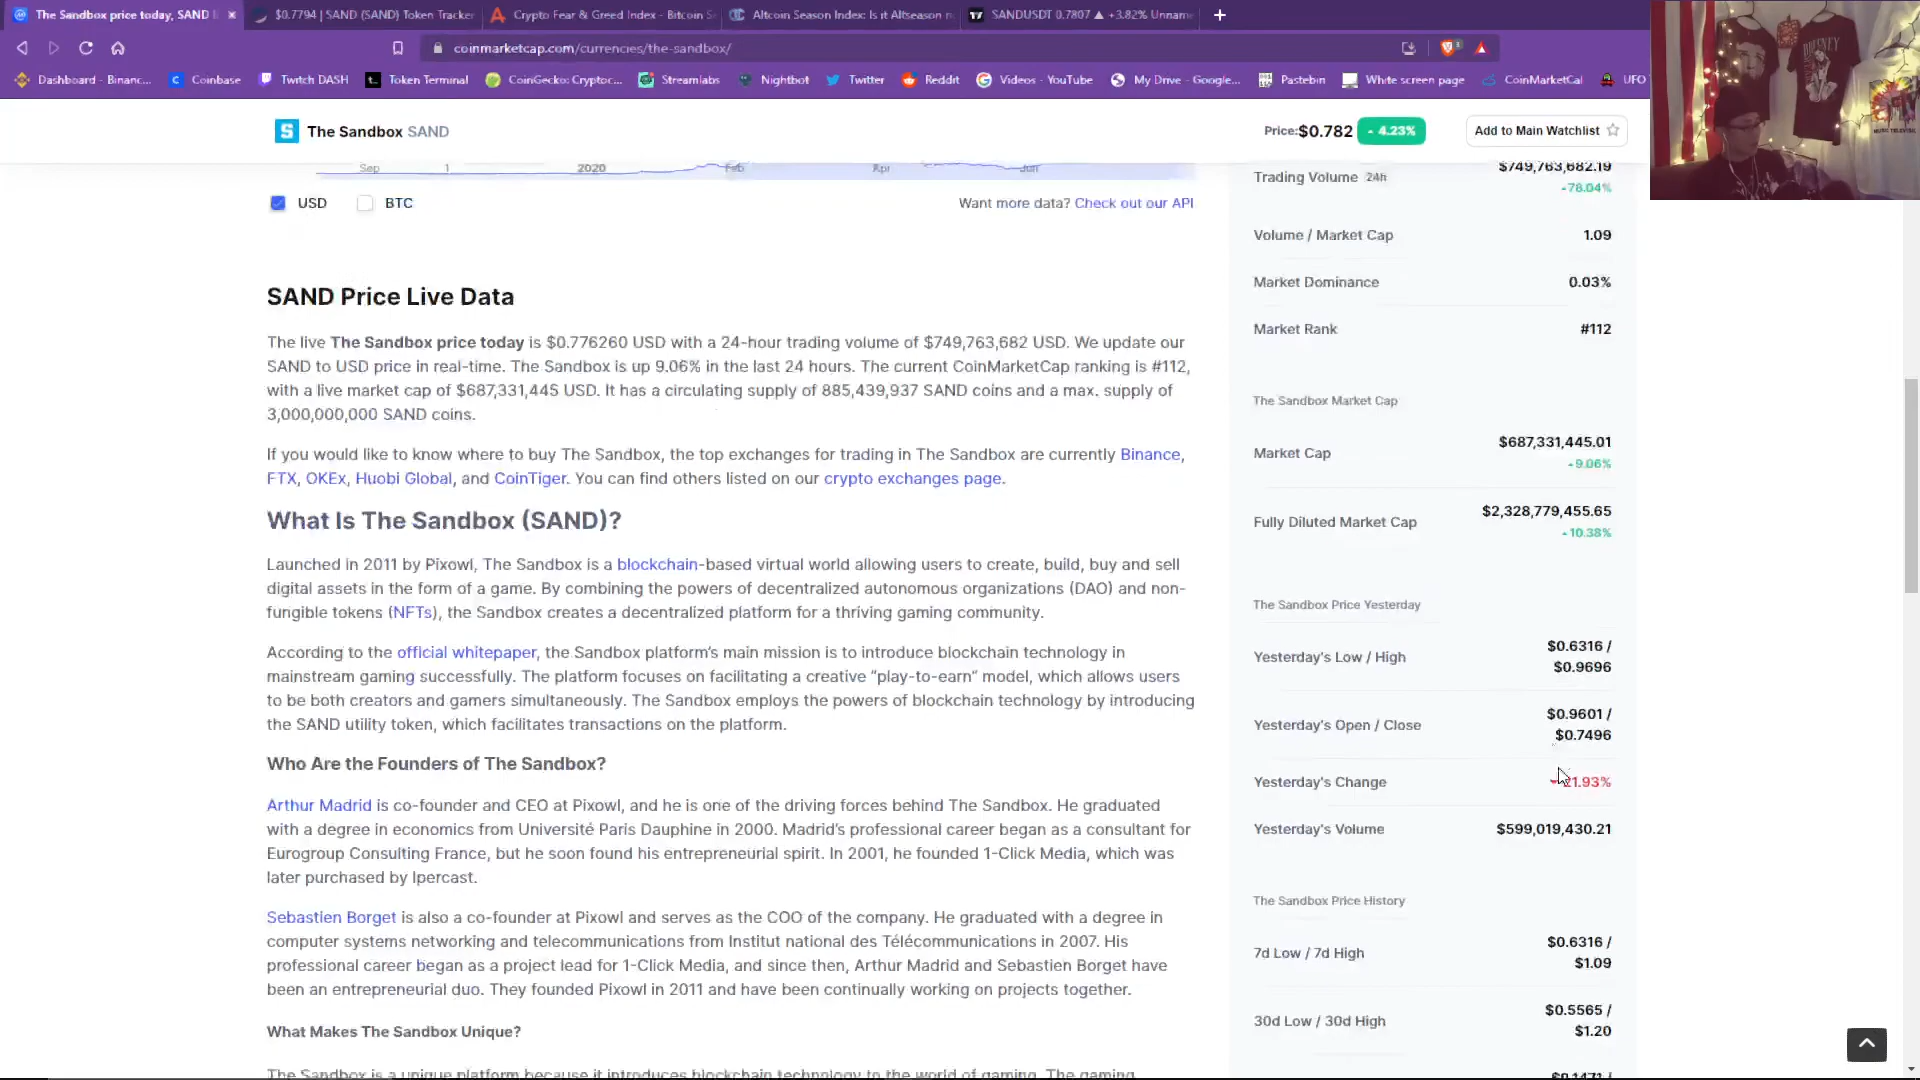 The Sandbox price today, SAND
$0.7794 | SAND (SAND) Token Tracker
Crypto Fear & Greed Index - Bitcoin S
Altcoin Season Index: Is it Altseason n
SANDUSDT 0.7807 ▲ +3.82% Unnam
coinmarketcap.com/currencies/the-sandbox/
Dashboard - Binanc...
Coinbase
Twitch DASH
Token Terminal
CoinGecko: Cryptoc...
Streamlabs
Nightbot
Twitter
Reddit
Videos - YouTube
My Drive - Google...
Pastebin
White screen page
CoinMarketCal
UFO
The Sandbox SAND
Price:$0.782
4.23%
Add to Main Watchlist
Sep
1
2020
Feb
Apr
Jun
USD
BTC
Want more data? Check out our API
SAND Price Live Data
The live The Sandbox price today is $0.776260 USD with a 24-hour trading volume of $749,763,682 USD. We update our
SAND to USD price in real-time. The Sandbox is up 9.06% in the last 24 hours. The current CoinMarketCap ranking is #112,
with a live market cap of $687,331,445 USD. It has a circulating supply of 885,439,937 SAND coins and a max. supply of
3,000,000,000 SAND coins.
If you would like to know where to buy The Sandbox, the top exchanges for trading in The Sandbox are currently Binance,
FTX, OKEx, Huobi Global, and CoinTiger. You can find others listed on our crypto exchanges page.
What Is The Sandbox (SAND)?
Launched in 2011 by Pixowl, The Sandbox is a blockchain-based virtual world allowing users to create, build, buy and sell
digital assets in the form of a game. By combining the powers of decentralized autonomous organizations (DAO) and non-
fungible tokens (NFTs), the Sandbox creates a decentralized platform for a thriving gaming community.
According to the official whitepaper, the Sandbox platform's main mission is to introduce blockchain technology in
mainstream gaming successfully. The platform focuses on facilitating a creative “play-to-earn” model, which allows users
to be both creators and gamers simultaneously. The Sandbox employs the powers of blockchain technology by introducing
the SAND utility token, which facilitates transactions on the platform.
Who Are the Founders of The Sandbox?
Arthur Madrid is co-founder and CEO at Pixowl, and he is one of the driving forces behind The Sandbox. He graduated
with a degree in economics from Université Paris Dauphine in 2000. Madrid's professional career began as a consultant for
Eurogroup Consulting France, but he soon found his entrepreneurial spirit. In 2001, he founded 1-Click Media, which was
later purchased by Ipercast.
Sebastien Borget is also a co-founder at Pixowl and serves as the COO of the company. He graduated with a degree in
computer systems networking and telecommunications from Institut national des Télécommunications in 2007. His
professional career began as a project lead for 1-Click Media, and since then, Arthur Madrid and Sebastien Borget have
been an entrepreneurial duo. They founded Pixowl in 2011 and have been continually working on projects together.
What Makes The Sandbox Unique?
The Sandbox is a unique platform because it introduces blockchain technology to the world of gaming. The gaming
Trading Volume 24h
$749,763,682.19
78.04%
Volume / Market Cap
1.09
Market Dominance
0.03%
Market Rank
#112
The Sandbox Market Cap
Market Cap
$687,331,445.01
9.06%
Fully Diluted Market Cap
$2,328,779,455.65
10.38%
The Sandbox Price Yesterday
Yesterday's Low / High
$0.6316 /
$0.9696
Yesterday's Open / Close
$0.9601 /
$0.7496
Yesterday's Change
21.93%
Yesterday's Volume
$599,019,430.21
The Sandbox Price History
7d Low / 7d High
$0.6316 /
$1.09
30d Low / 30d High
$0.5565 /
$1.20